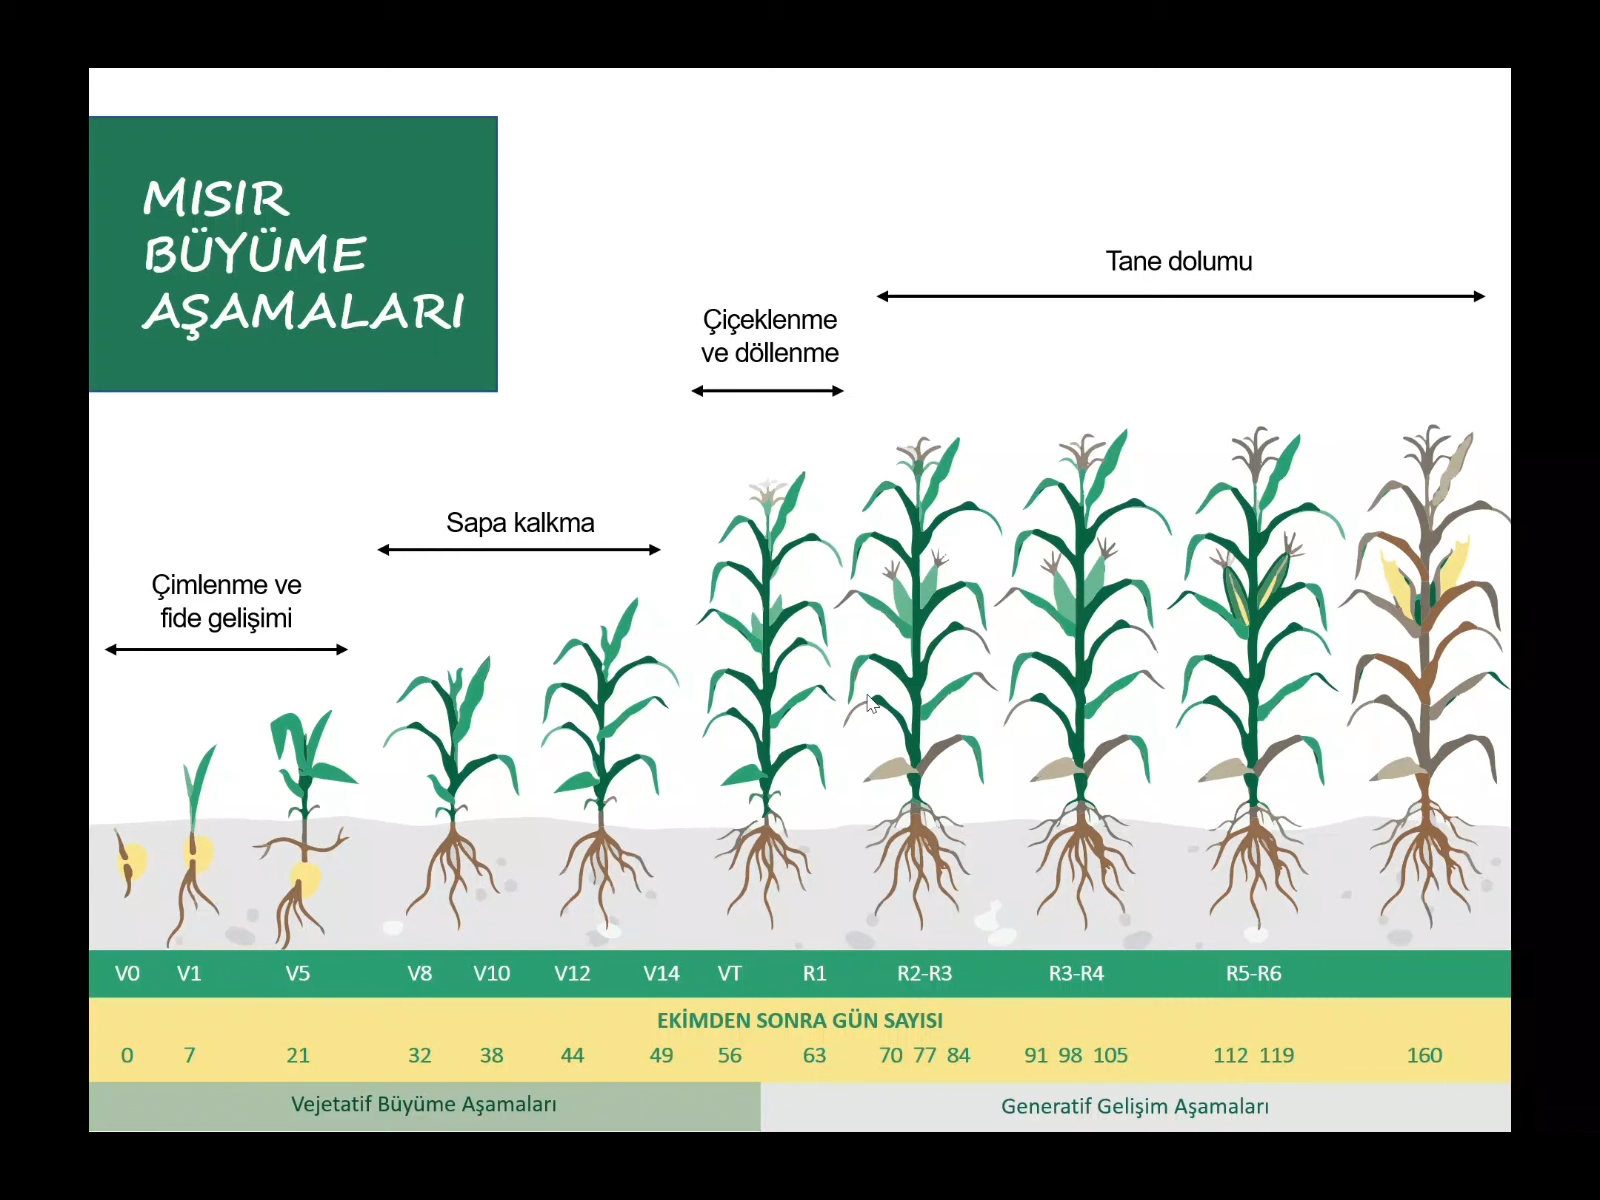 MISIR
BÜYÜME
AŞAMALARI
Tane dolumu
Çiçeklenme
ve döllenme
Sapa kalkma
Çimlenme ve
fide gelişimi
V0 V1 V5 V8 V10 V12 V14 VT R1 R2-R3 R3-R4 R5-R6
EKİMDEN SONRA GÜN SAYISI
0 7 21 32 38 44 49 56 63 70 77 84 91 98 105 112 119 160
Vejetatif Büyüme Aşamaları
Generatif Gelişim Aşamaları